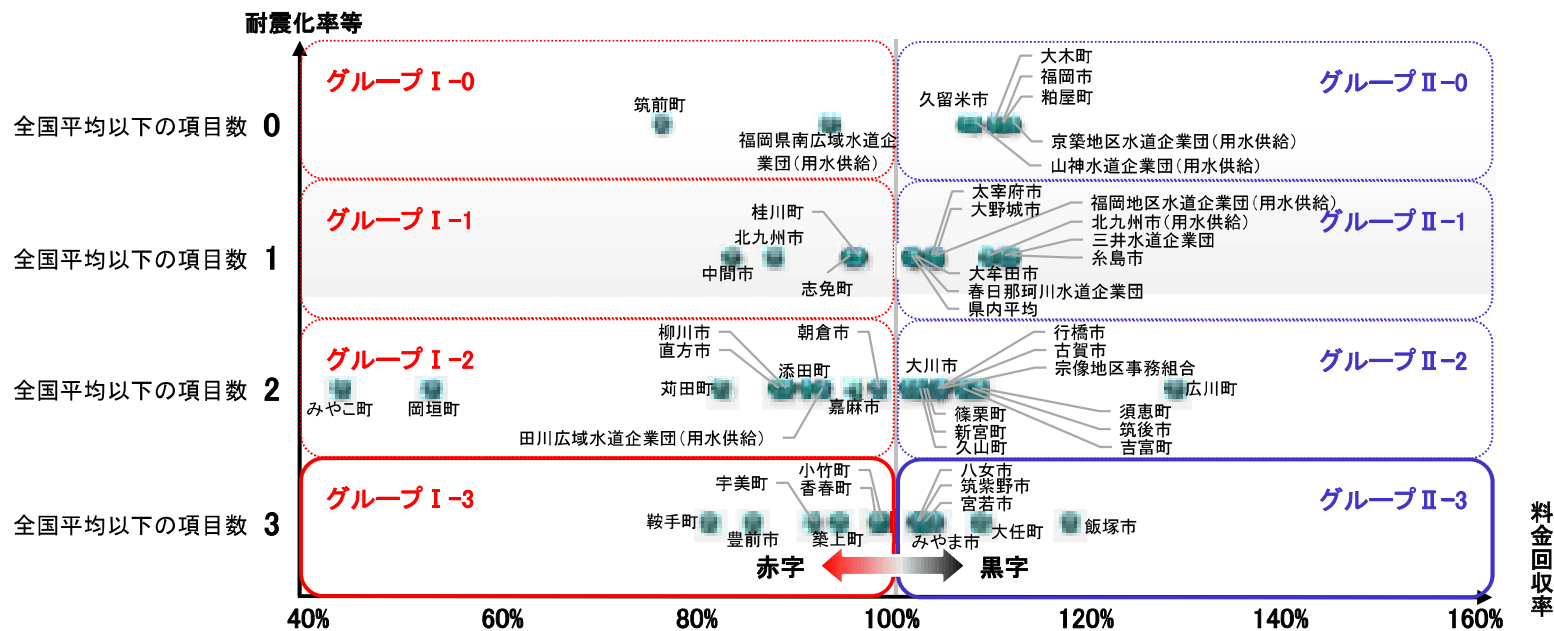 耐震化率等
グループⅠ-0
グループⅡ-0
全国平均以下の項目数 0
筑前町
福岡県南広域水道企
業団(用水供給)
久留米市
大木町
福岡市
粕屋町
京築地区水道企業団(用水供給)
山神水道企業団(用水供給)
グループⅠ-1
グループⅡ-1
全国平均以下の項目数 1
中間市
北九州市
桂川町
志免町
太宰府市
大野城市
福岡地区水道企業団(用水供給)
北九州市(用水供給)
三井水道企業団
糸島市
大牟田市
春日那珂川水道企業団
県内平均
グループⅠ-2
グループⅡ-2
全国平均以下の項目数 2
みやこ町
岡垣町
苅田町
柳川市
直方市
添田町
田川広域水道企業団(用水供給)
嘉麻市
朝倉市
大川市
行橋市
古賀市
宗像地区事務組合
篠栗町
新宮町
久山町
須恵町
筑後市
吉富町
広川町
グループⅠ-3
グループⅡ-3
全国平均以下の項目数 3
鞍手町
豊前市
宇美町
築上町
小竹町
香春町
八女市
筑紫野市
宮若市
みやま市
大任町
飯塚市
赤字
黒字
40%
60%
80%
100%
120%
140%
160%
料金回収率